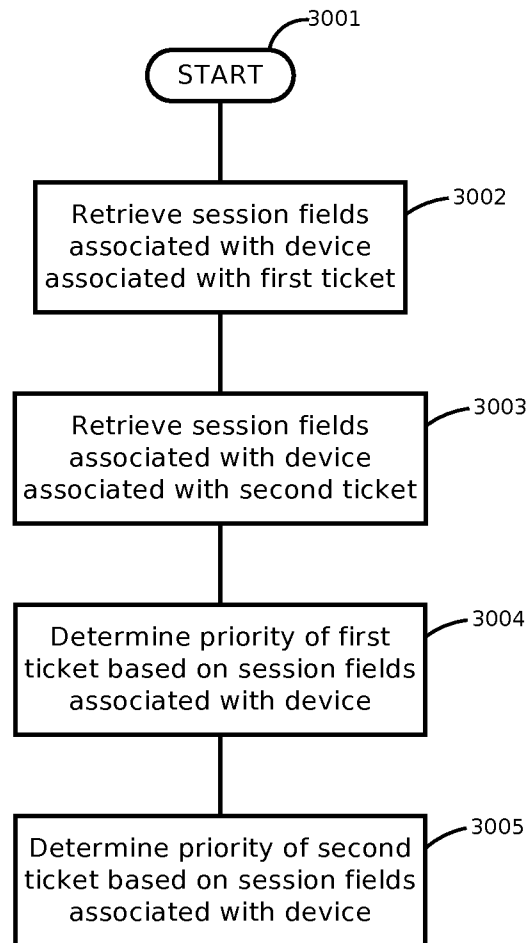 3001
START
3002
Retrieve session fields
associated with device
associated with first ticket
3003
Retrieve session fields
associated with device
associated with second ticket
3004
Determine priority of first
ticket based on session fields
associated with device
3005
Determine priority of second
ticket based on session fields
associated with device